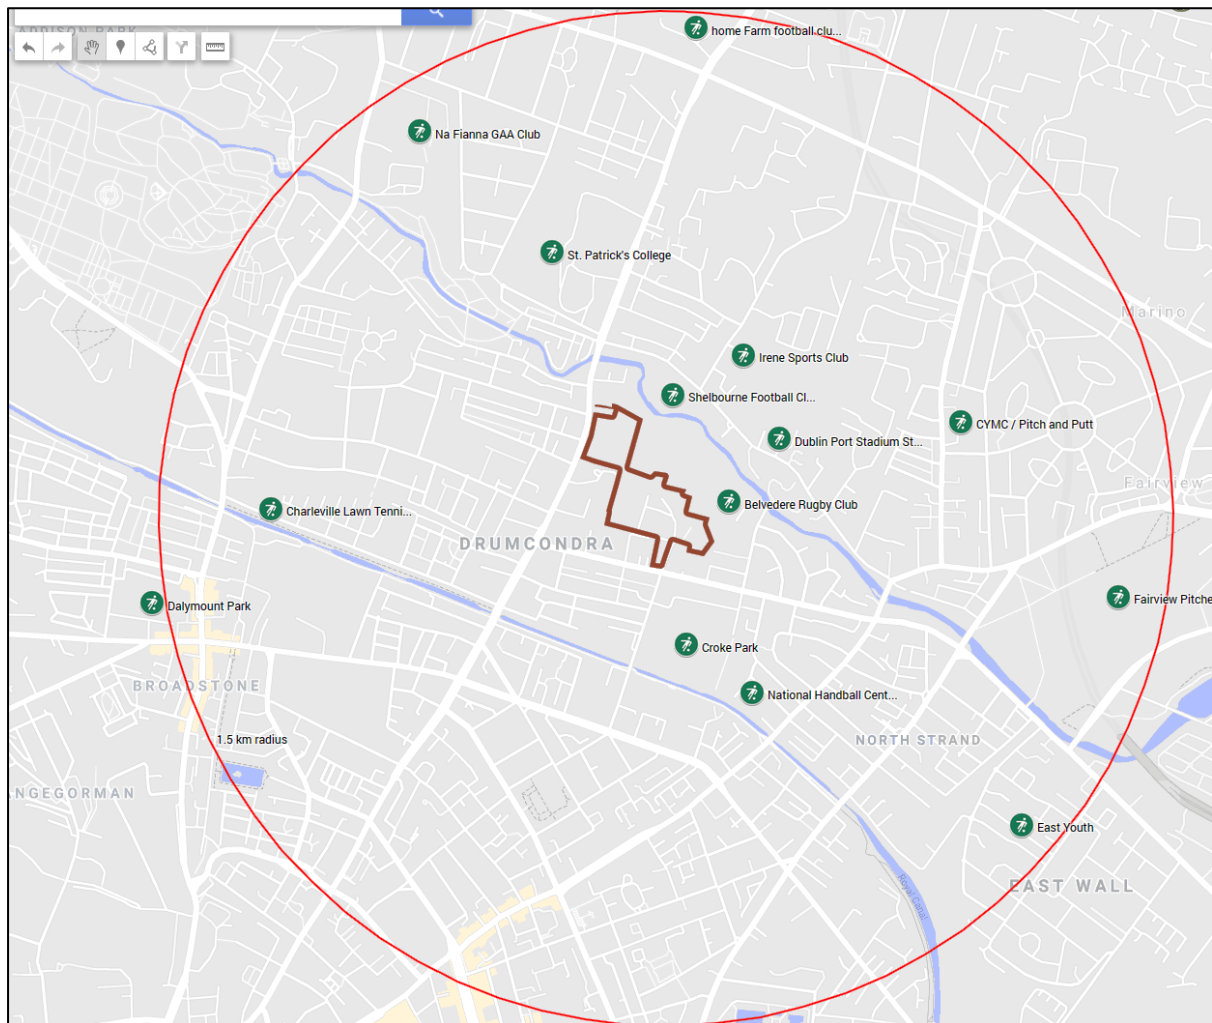 ADDISON PARK
home Farm football clu...
Na Fianna GAA Club
St. Patrick's College
Marino
Irene Sports Club
Shelbourne Football Cl...
CYMC / Pitch and Putt
Dublin Port Stadium St...
Fairview
Belvedere Rugby Club
Charleville Lawn Tenni...
DRUMCONDRA
Dalymount Park
Fairview Pitche
Croke Park
BROADSTONE
National Handball Cent...
1.5 km radius
NORTH STRAND
NGEGORMAN
East Youth
EAST WALL
Royal Canal